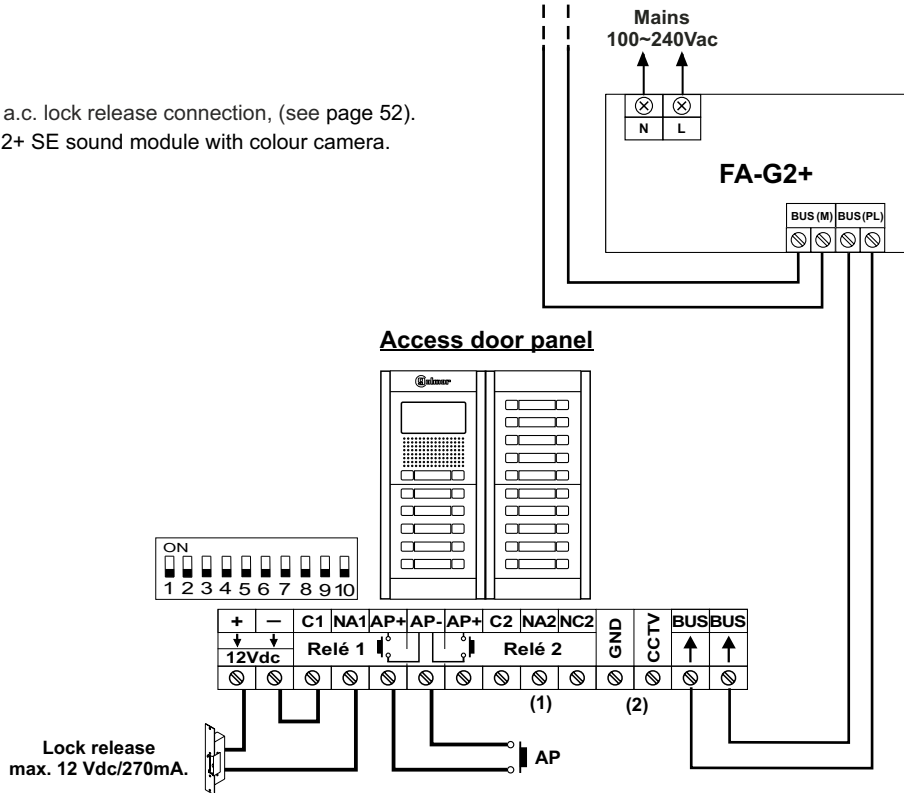 Mains
100~240Vac
a.c. lock release connection, (see page 52).
2+ SE sound module with colour camera.
N L
FA-G2+
BUS (M) BUS(PL)
Access door panel
Golmar
ON
1 2 3 4 5 6 7 8 9 10
+ − C1 NA1 AP+ AP- AP+ C2 NA2 NC2 GND CCTV BUS BUS
12Vdc Relé 1 Relé 2
(1) (2)
Lock release
max. 12 Vdc/270mA.
AP